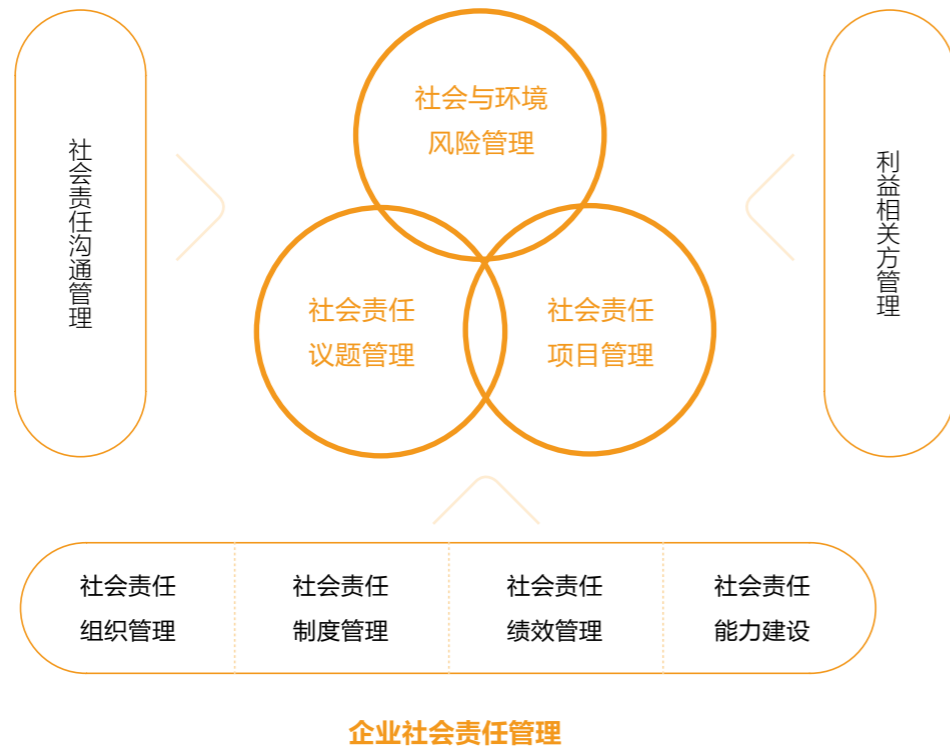 社会与环境
风险管理
社会责任沟通管理
利益相关方管理
社会责任
议题管理
社会责任
项目管理
社会责任
组织管理
社会责任
制度管理
社会责任
绩效管理
社会责任
能力建设
企业社会责任管理